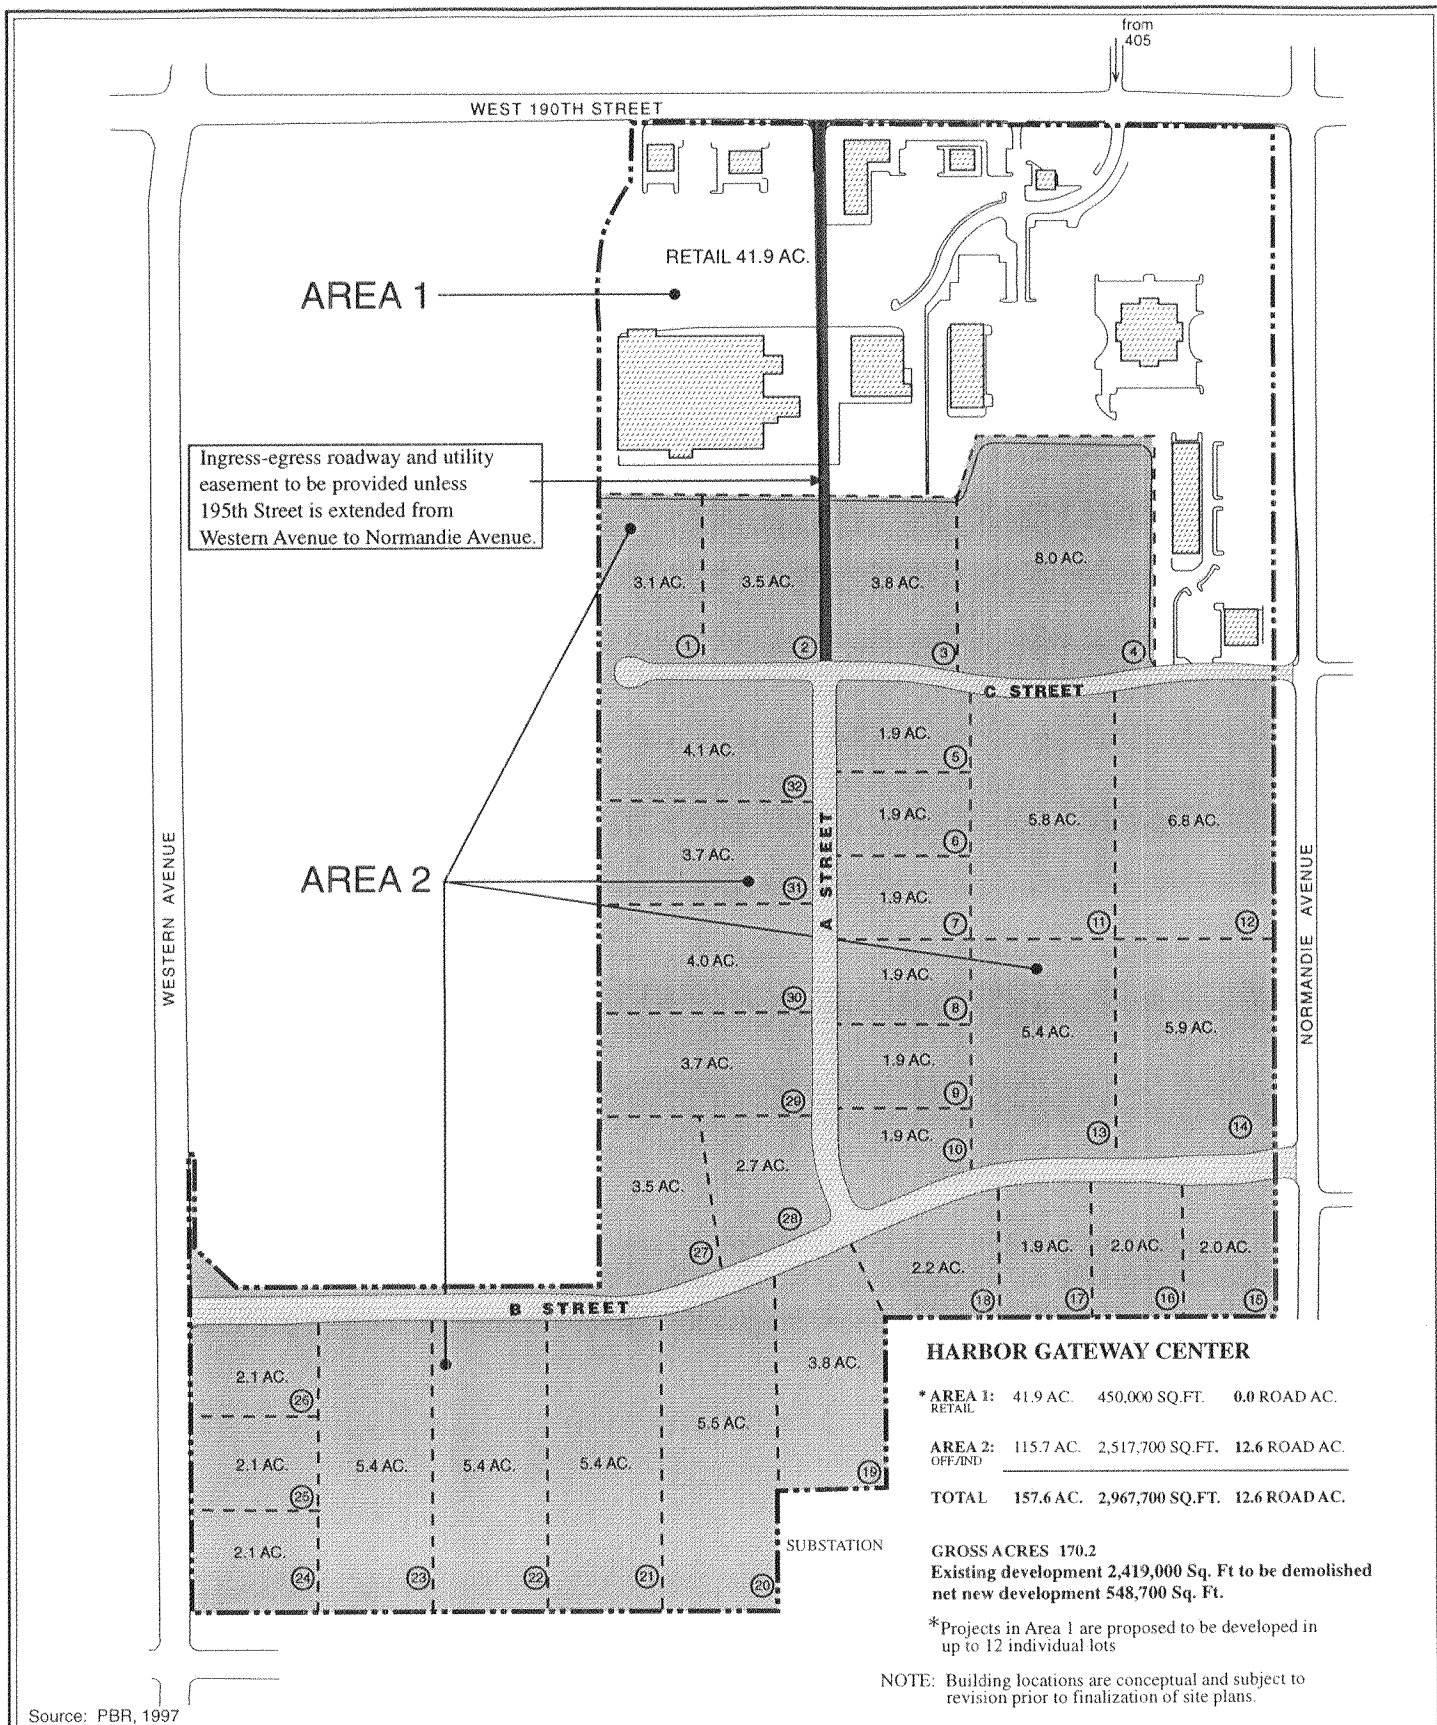 from
405
WEST 190TH STREET
RETAIL 41.9 AC.
AREA 1
Ingress-egress roadway and utility
easement to be provided unless
195th Street is extended from
Western Avenue to Normandie Avenue.
8.0 AC.
3.1 AC.
3.5 AC.
3.8 AC.
1
2
3
4
C STREET
4.1 AC.
1.9 AC.
5
32
1.9 AC.
5.8 AC.
6.8 AC.
6
WESTERN AVENUE
A STREET
NORMANDIE AVENUE
3.7 AC.
AREA 2
31
1.9 AC.
7
11
12
4.0 AC.
1.9 AC.
30
8
5.4 AC.
5.9 AC.
3.7 AC.
1.9 AC.
29
9
1.9 AC.
10
13
14
2.7 AC.
3.5 AC.
28
27
2.2 AC.
1.9 AC.
2.0 AC.
2.0 AC.
18
17
16
15
B STREET
2.1 AC.
26
3.8 AC.
5.5 AC.
2.1 AC.
25
5.4 AC.
5.4 AC.
5.4 AC.
19
2.1 AC.
24
23
22
21
20
SUBSTATION
HARBOR GATEWAY CENTER
* AREA 1: 41.9 AC. 450,000 SQ.FT. 0.0 ROAD AC.
RETAIL
AREA 2: 115.7 AC. 2,517,700 SQ.FT. 12.6 ROAD AC.
OFF/IND
TOTAL 157.6 AC. 2,967,700 SQ.FT. 12.6 ROAD AC.
GROSS ACRES 170.2
Existing development 2,419,000 Sq. Ft to be demolished
net new development 548,700 Sq. Ft.
*Projects in Area 1 are proposed to be developed in
up to 12 individual lots
NOTE: Building locations are conceptual and subject to
revision prior to finalization of site plans.
Source: PBR, 1997